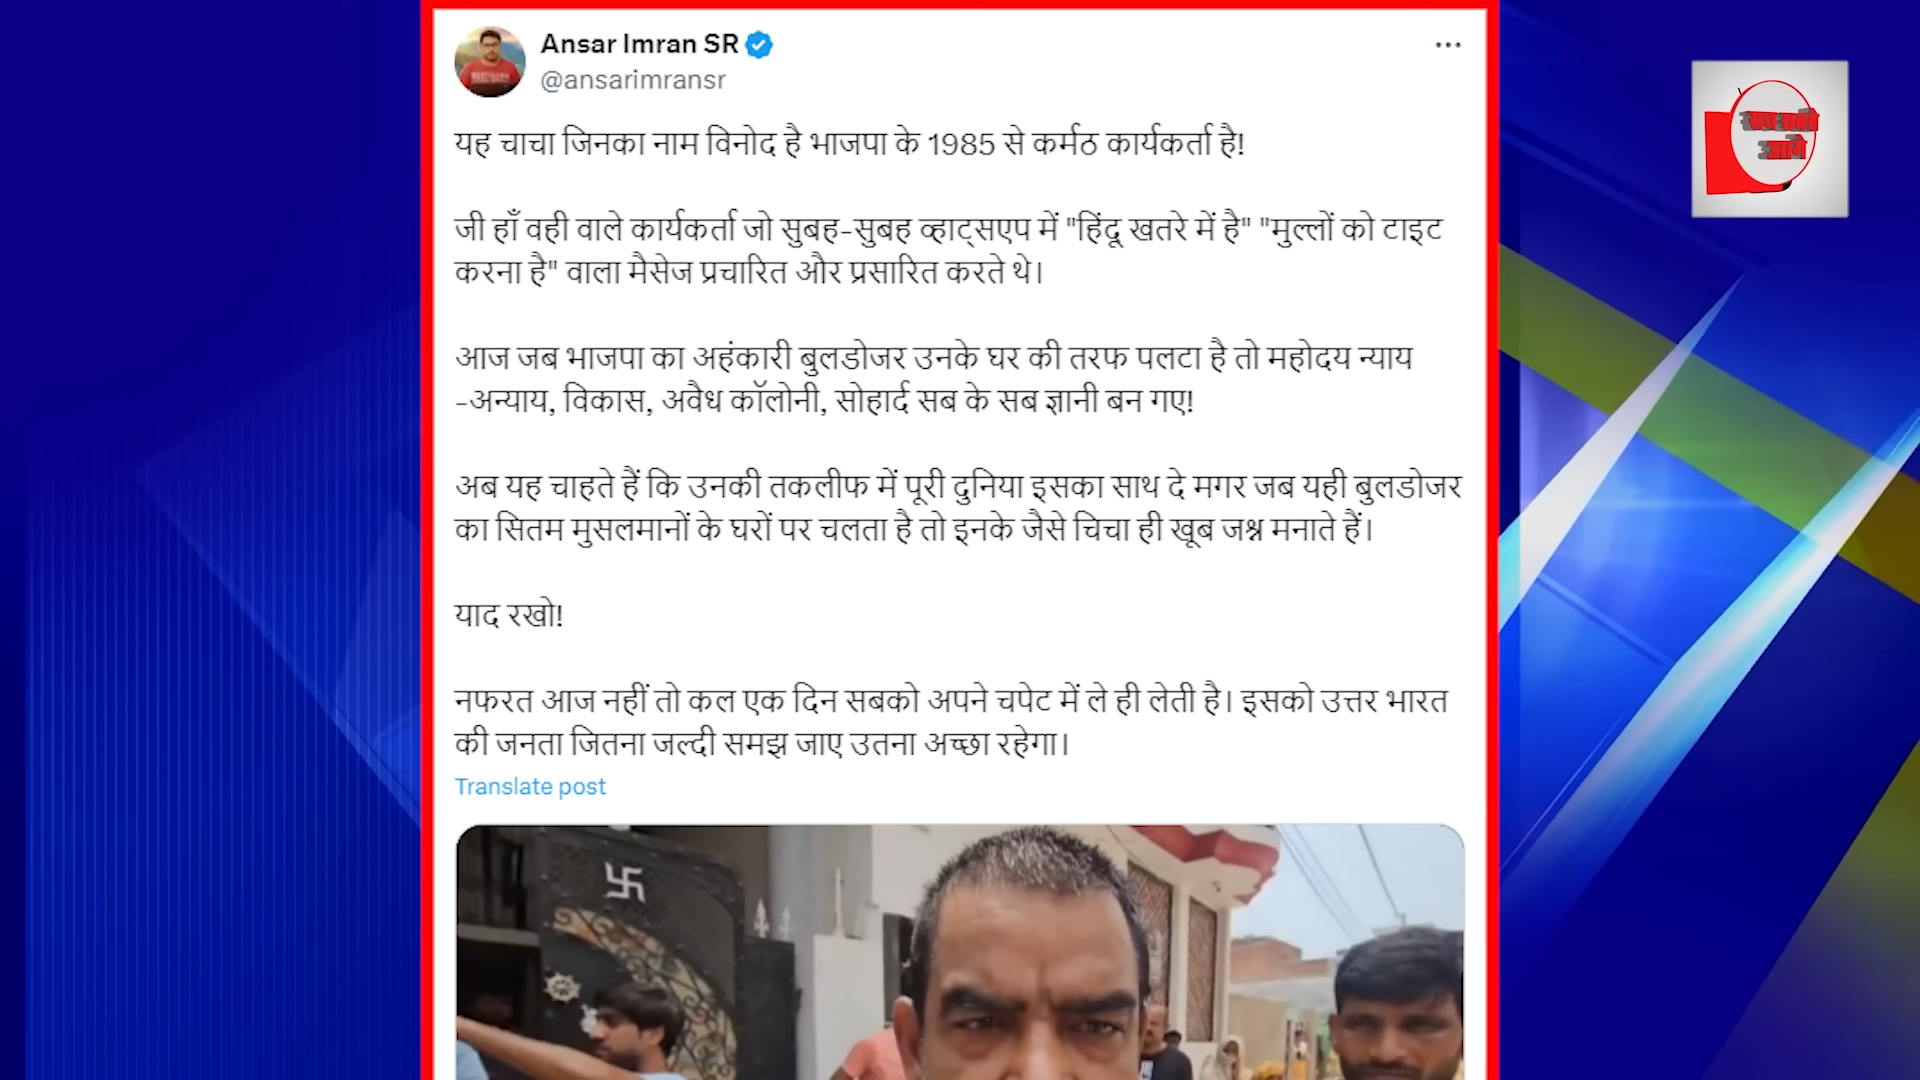 Ansar Imran SR
@ansarimransr
यह चाचा जिनका नाम विनोद है भाजपा के 1985 से कर्मठ कार्यकर्ता है!
जी हाँ वही वाले कार्यकर्ता जो सुबह-सुबह व्हाट्सएप में "हिंदू खतरे में है" "मुल्लों को टाइट
करना है" वाला मैसेज प्रचारित और प्रसारित करते थे।
आज जब भाजपा का अहंकारी बुलडोजर उनके घर की तरफ पलटा है तो महोदय न्याय
-अन्याय, विकास, अवैध कॉलोनी, सोहार्द सब के सब ज्ञानी बन गए!
अब यह चाहते हैं कि उनकी तकलीफ में पूरी दुनिया इसका साथ दे मगर जब यही बुलडोजर
का सितम मुसलमानों के घरों पर चलता है तो इनके जैसे चिचा ही खूब जश्न मनाते हैं।
याद रखो!
नफरत आज नहीं तो कल एक दिन सबको अपने चपेट में ले ही लेती है। इसको उत्तर भारत
की जनता जितना जल्दी समझ जाए उतना अच्छा रहेगा।
Translate post